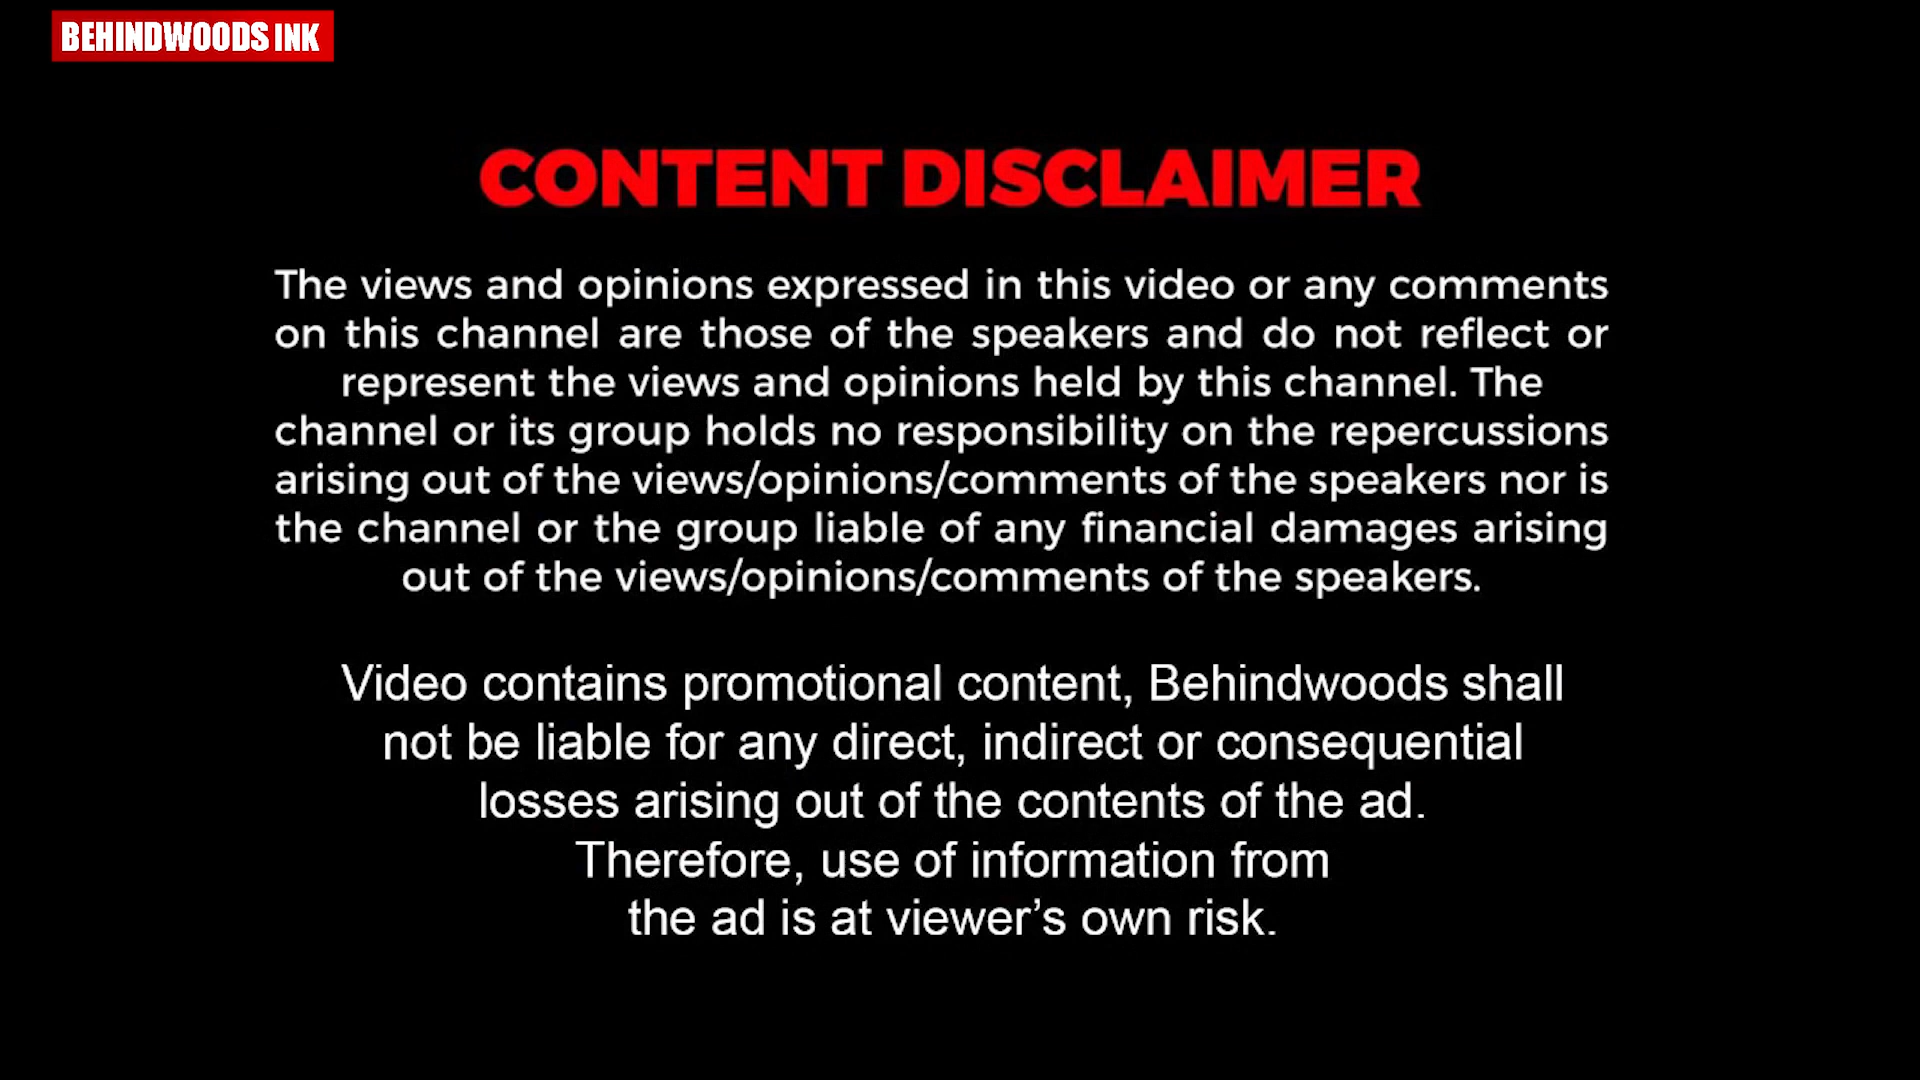 BEHINDWOODS INK
CONTENT DISCLAIMER
The views and opinions expressed in this video or any comments
on this channel are those of the speakers and do not reflect or
represent the views and opinions held by this channel. The
channel or its group holds no responsibility on the repercussions
arising out of the views/opinions/comments of the speakers nor is
the channel or the group liable of any financial damages arising
out of the views/opinions/comments of the speakers.
Video contains promotional content, Behindwoods shall
not be liable for any direct, indirect or consequential
losses arising out of the contents of the ad.
Therefore, use of information from
the ad is at viewer’s own risk.